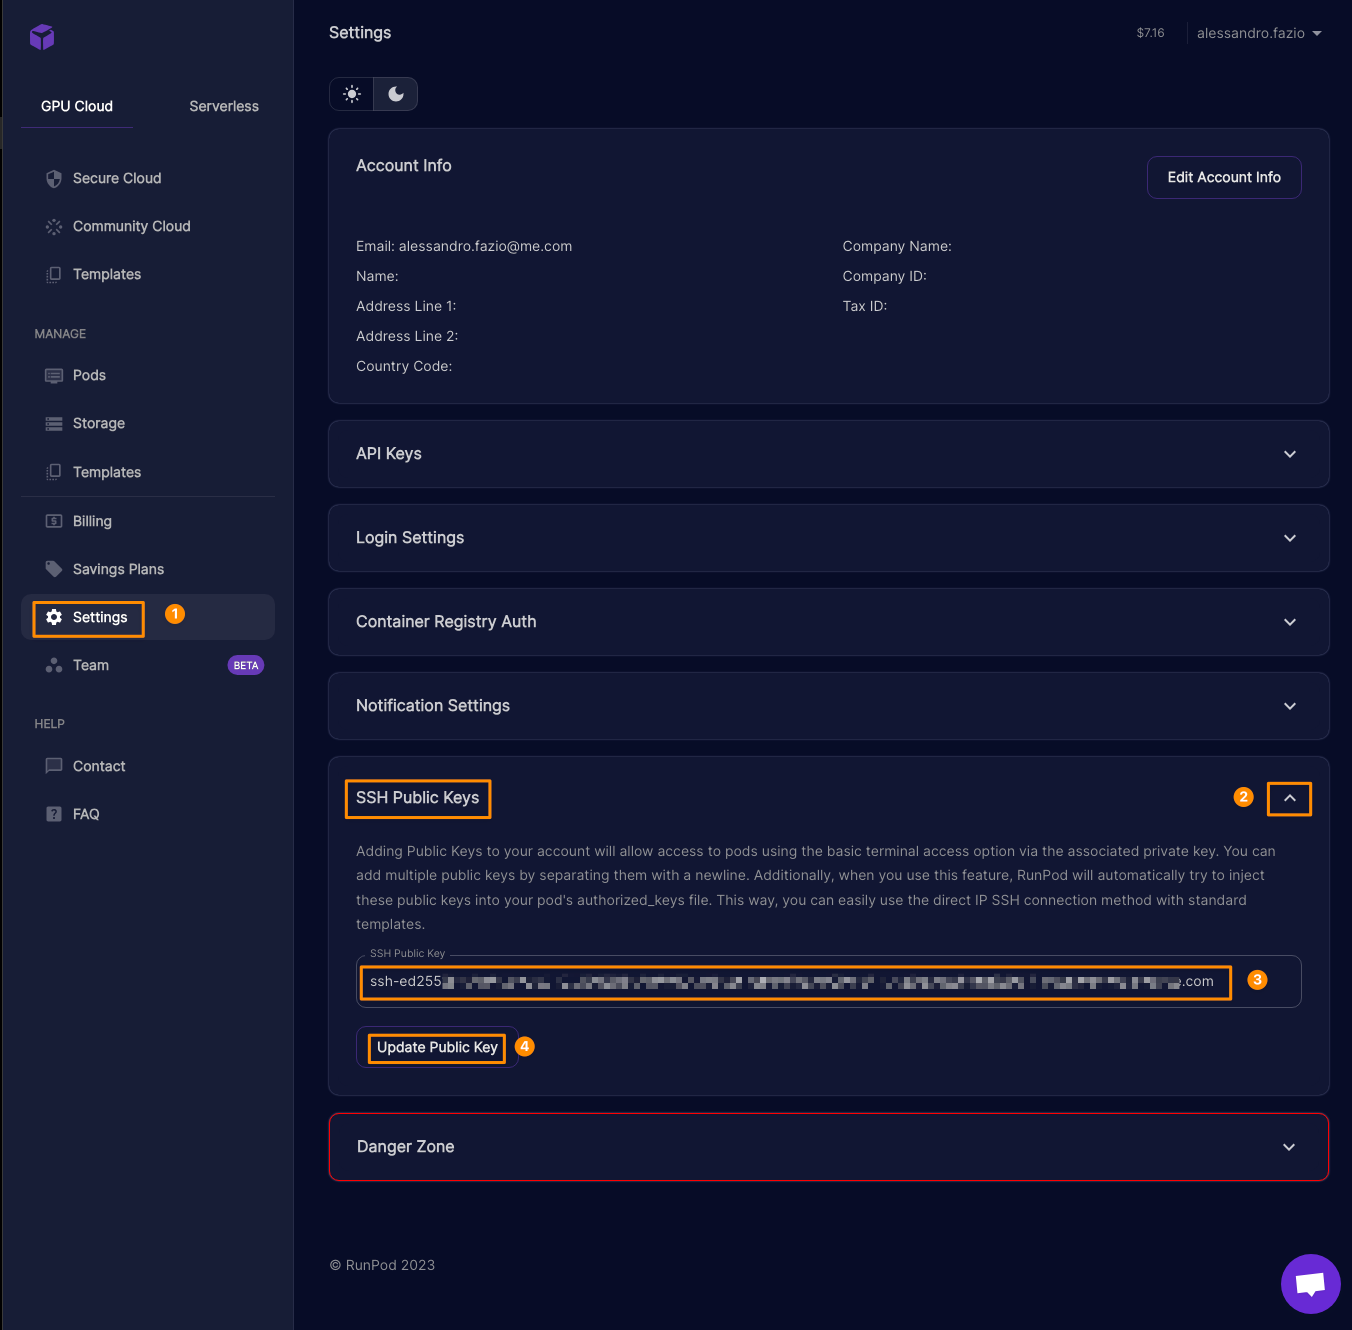 Settings
$7.16
alessandro.fazio
GPU Cloud
Serverless
Secure Cloud
Community Cloud
Templates
MANAGE
Pods
Storage
Templates
Billing
Savings Plans
Settings
1
Team
BETA
HELP
Contact
FAQ
Account Info
Edit Account Info
Email: alessandro.fazio@me.com
Name:
Address Line 1:
Address Line 2:
Country Code:
Company Name:
Company ID:
Tax ID:
API Keys
Login Settings
Container Registry Auth
Notification Settings
SSH Public Keys
2
Adding Public Keys to your account will allow access to pods using the basic terminal access option via the associated private key. You can
add multiple public keys by separating them with a newline. Additionally, when you use this feature, RunPod will automatically try to inject
these public keys into your pod's authorized_keys file. This way, you can easily use the direct IP SSH connection method with standard
templates.
SSH Public Key
ssh-ed255 e.com
3
Update Public Key
4
Danger Zone
© RunPod 2023